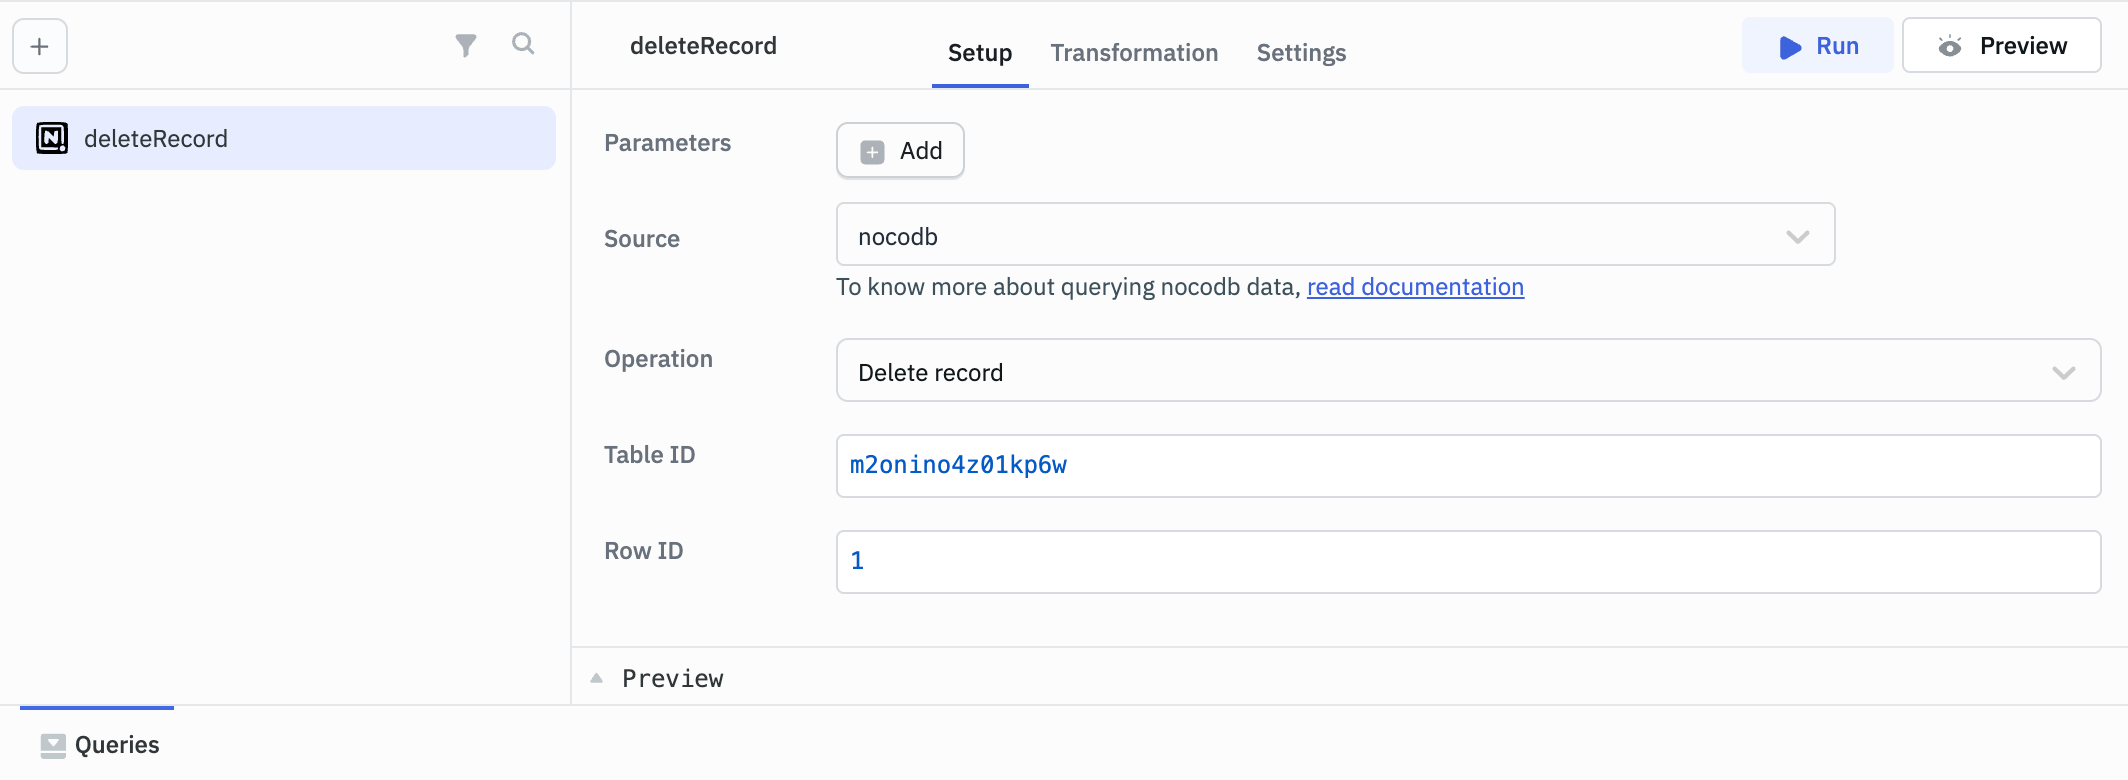 deleteRecord
deleteRecord
Setup
Transformation
Settings
Run
Preview
Parameters
Add
Source
nocodb
To know more about querying nocodb data, read documentation
Operation
Delete record
Table ID
m2onino4z01kp6w
Row ID
1
Preview
Queries